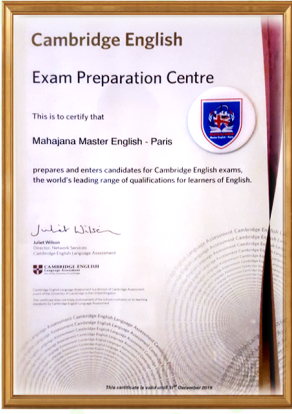 Cambridge English
Exam Preparation Centre
This is to certify that
Mahajana Master English - Paris
prepares and enters candidates for Cambridge English exams,
the world's leading range of qualifications for learners of English.
Juliet Wilson
Juliet Wilson
Director, Network Services
Cambridge English Language Assessment
CAMBRIDGE ENGLISH
Language Assessment
This certificate is valid until 31st December 2019